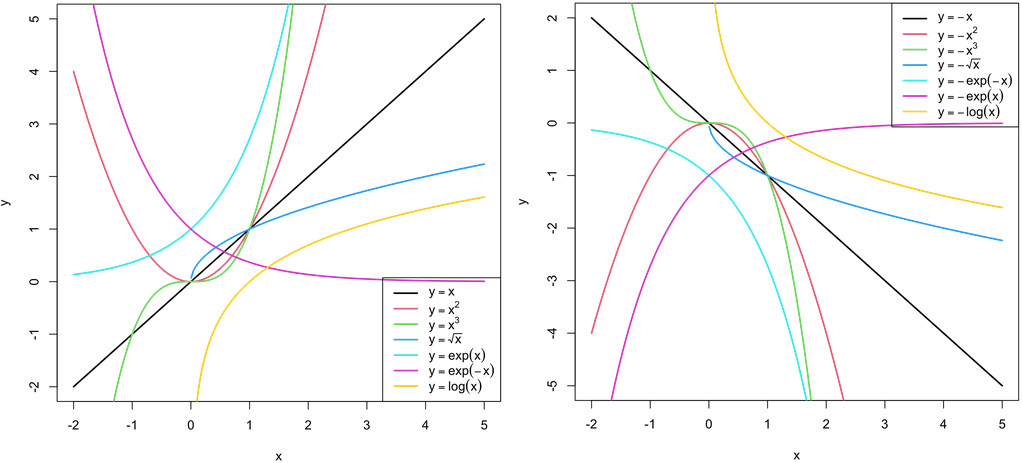 y
5
4
3
2
1
0
-1
-2
-2 -1 0 1 2 3 4 5
x
y = x
y = x²
y = x³
y = √x
y = exp(x)
y = exp(−x)
y = log(x)
y
2
1
0
-1
-2
-3
-4
-5
-2 -1 0 1 2 3 4 5
x
y = −x
y = −x²
y = −x³
y = −√x
y = −exp(−x)
y = −exp(x)
y = −log(x)